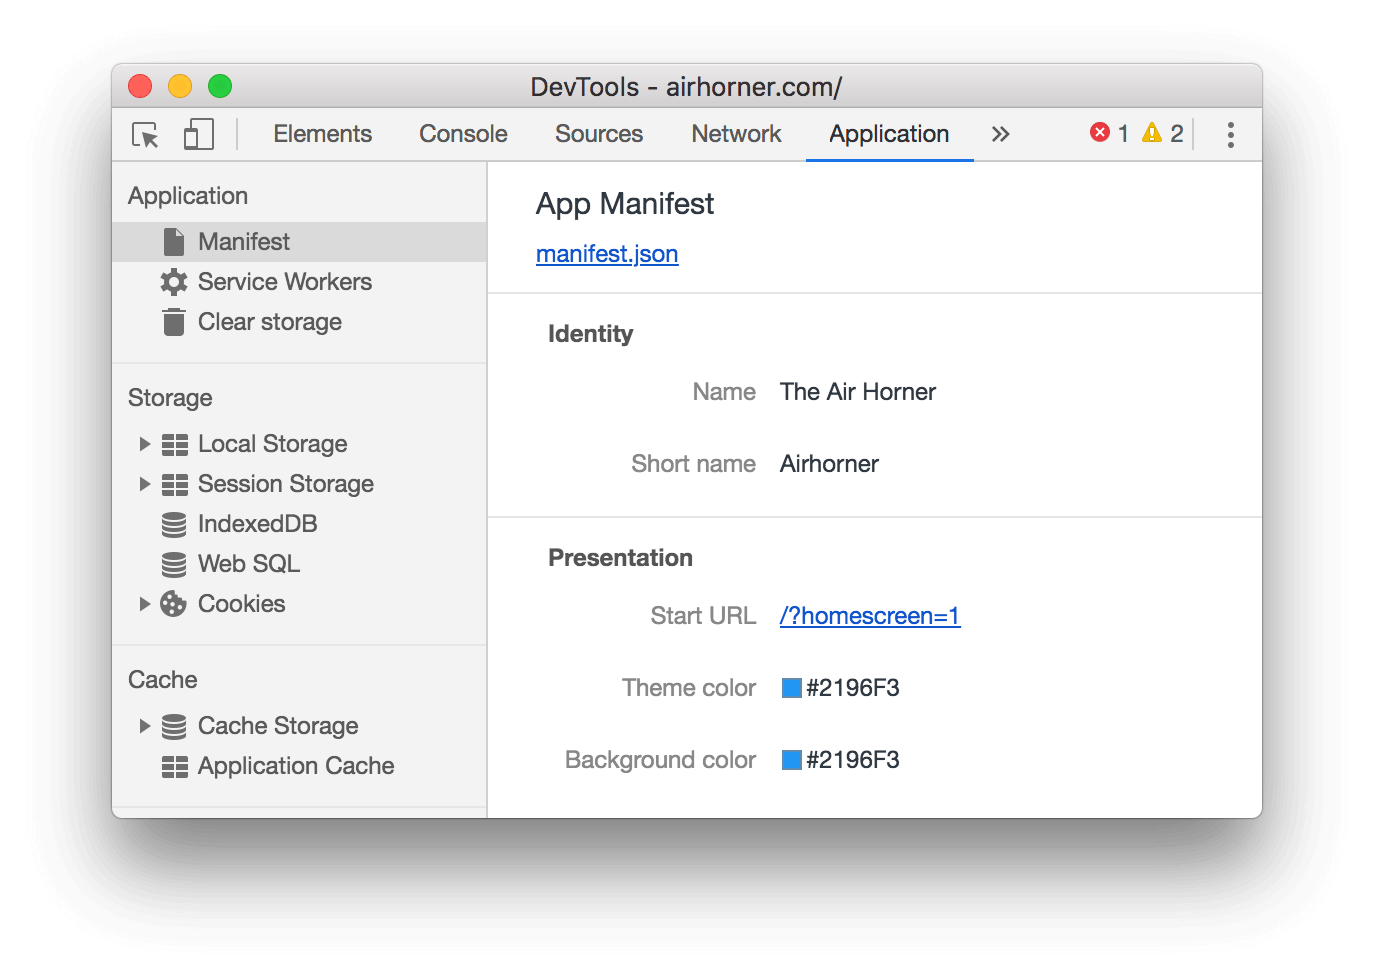 DevTools - airhorner.com/
Elements Console Sources Network Application » 1 2
Application
Manifest
Service Workers
Clear storage
Storage
Local Storage
Session Storage
IndexedDB
Web SQL
Cookies
Cache
Cache Storage
Application Cache
App Manifest
manifest.json
Identity
Name The Air Horner
Short name Airhorner
Presentation
Start URL /?homescreen=1
Theme color #2196F3
Background color #2196F3